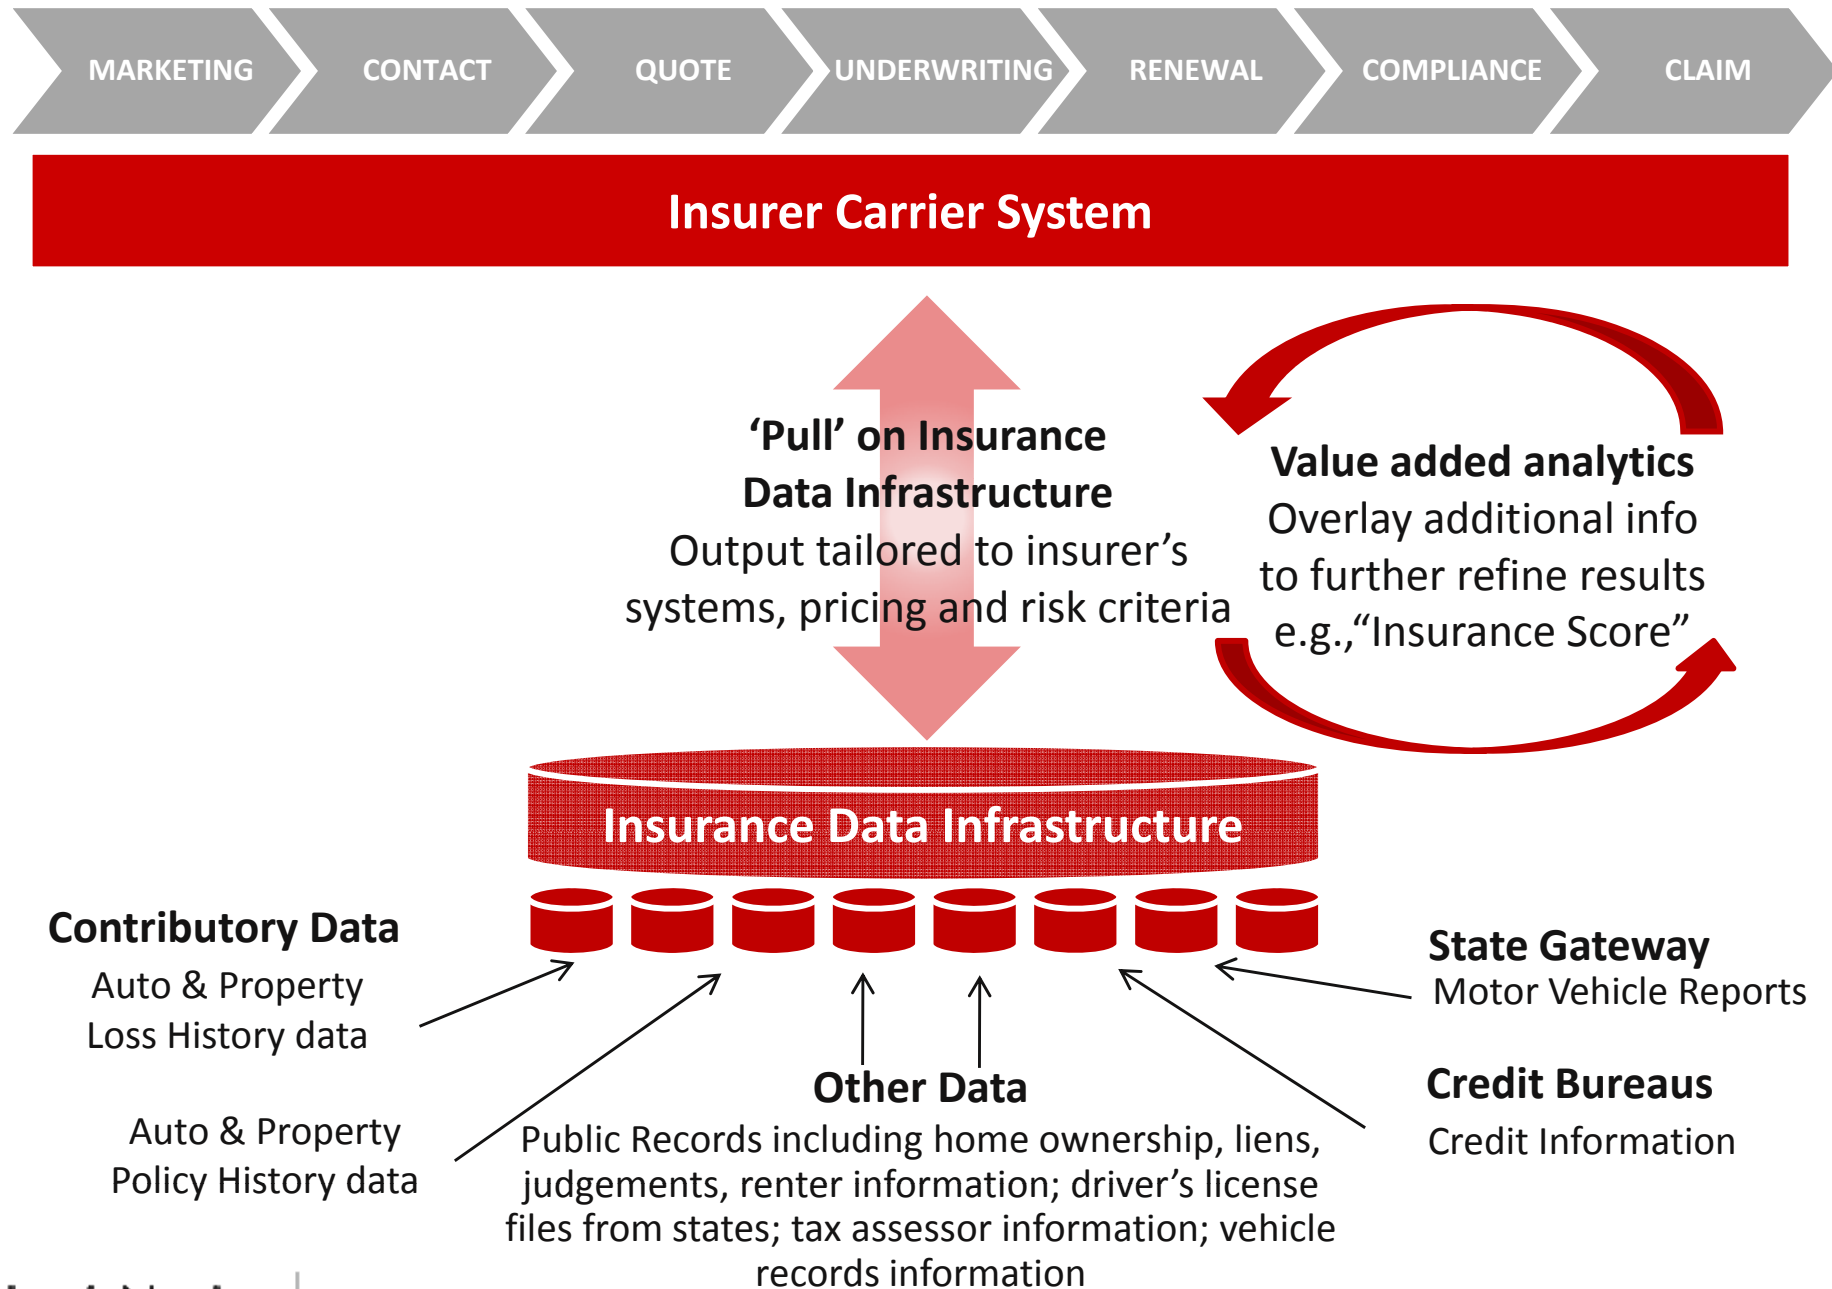 MARKETING
CONTACT
QUOTE
UNDERWRITING
RENEWAL
COMPLIANCE
CLAIM
Insurer Carrier System
‘Pull’ on Insurance
Data Infrastructure
Output tailored to insurer’s
systems, pricing and risk criteria
Value added analytics
Overlay additional info
to further refine results
e.g.,“Insurance Score”
Insurance Data Infrastructure
Contributory Data
Auto & Property
Loss History data
Auto & Property
Policy History data
Other Data
Public Records including home ownership, liens,
judgements, renter information; driver’s license
files from states; tax assessor information; vehicle
records information
State Gateway
Motor Vehicle Reports
Credit Bureaus
Credit Information